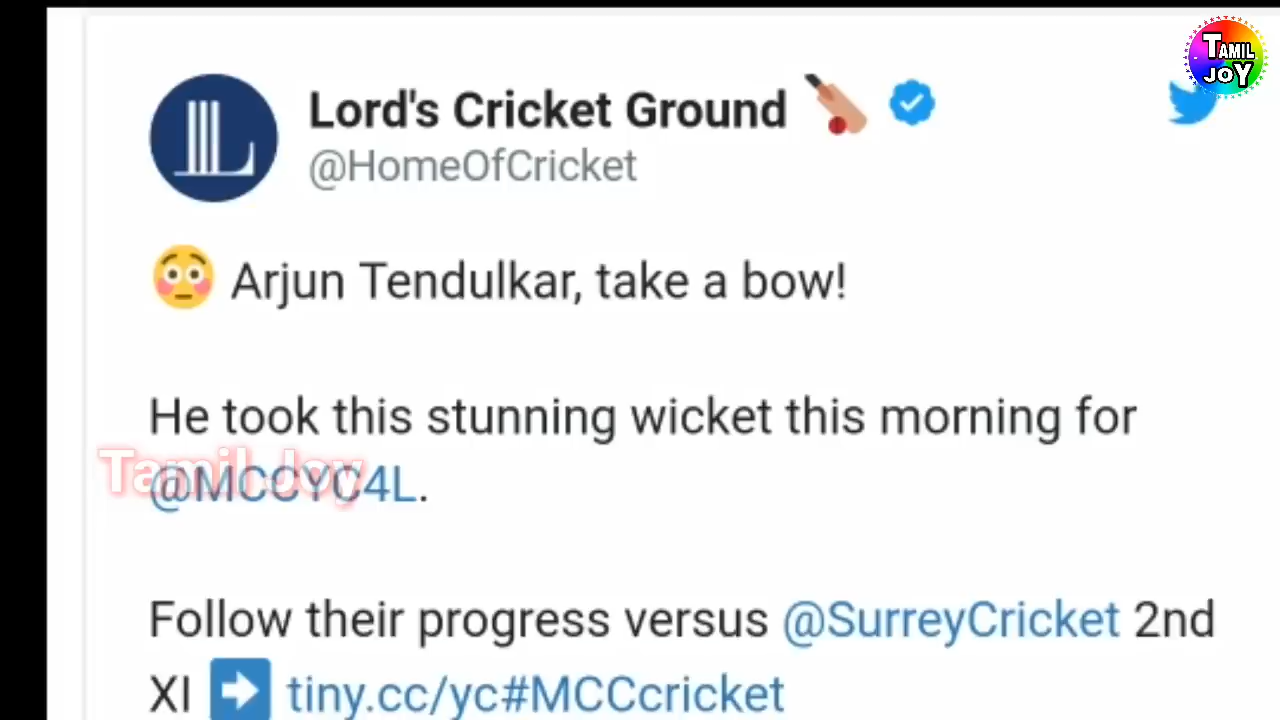 TAMIL
JOY
Lord's Cricket Ground
@HomeOfCricket
Arjun Tendulkar, take a bow!
He took this stunning wicket this morning for
Tamil Joy
@MCCYC4L.
Follow their progress versus @SurreyCricket 2nd
XI ➡ tiny.cc/yc#MCCcricket